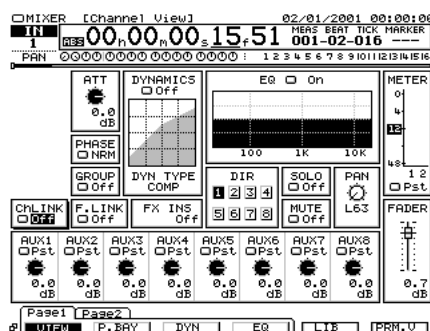 MIXER [Channel View] 02/01/2001 00:00:00
IN 1 ABS 00h00m00s15f51 MEAS BEAT TICK MARKER
001-02-016 ---
PAN 1 2 3 4 5 6 7 8 9 10 11 12 13 14 15 16
ATT 0.0 dB
DYNAMICS Off
EQ On
METER
0
4
12
48
100 1K 10K
1 2
Pst
PHASE NRM
GROUP Off
DYN TYPE COMP
DIR 1 2 3 4
5 6 7 8
SOLO Off
MUTE Off
PAN L63
ChLINK Off
F.LINK Off
FX INS Off
FADER
AUX1 AUX2 AUX3 AUX4 AUX5 AUX6 AUX7 AUX8
Pst Pst Pst Pst Pst Pst Pst Pst
0.0 0.0 0.0 0.0 0.0 0.0 0.0 0.0 0.7
dB dB dB dB dB dB dB dB dB
Page1 Page2
VIEW P.BAY DYN EQ LIB PRM.V